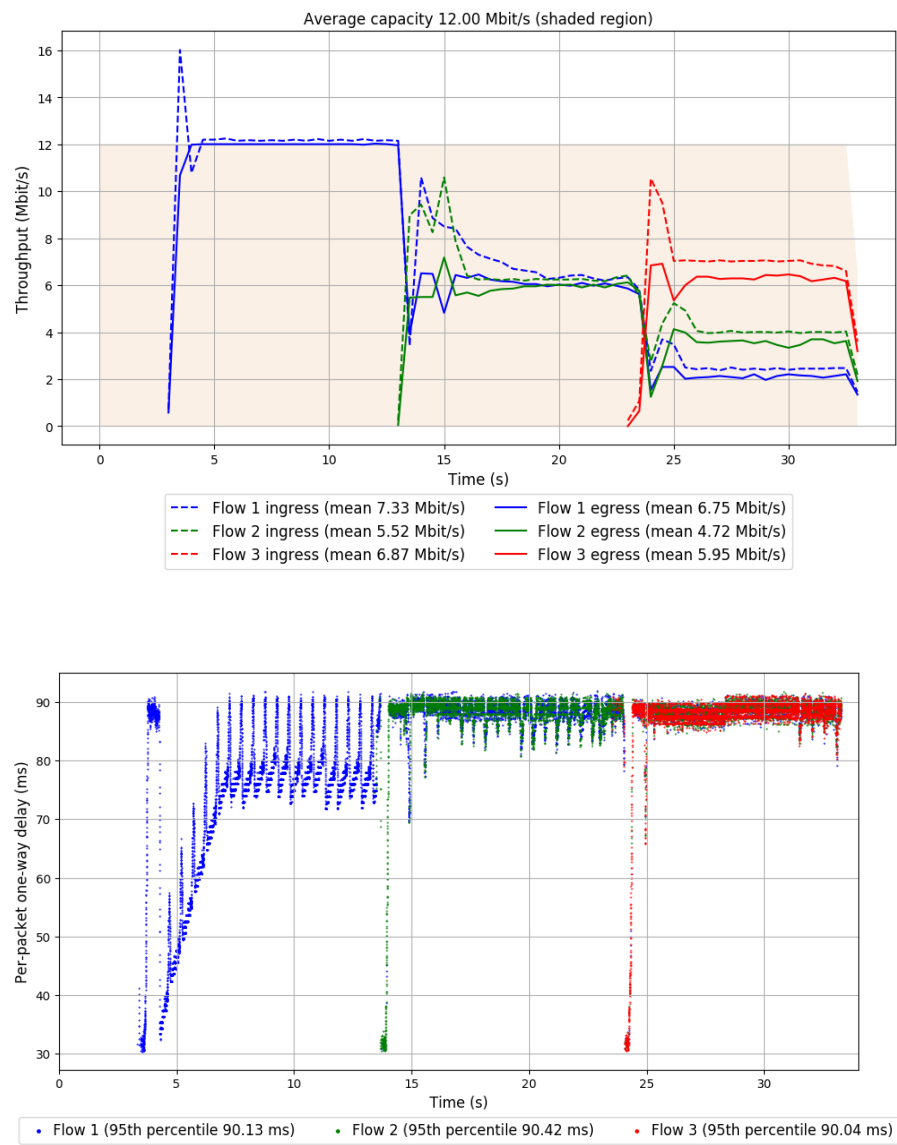 Average capacity 12.00 Mbit/s (shaded region)
16
14
12
10
8
6
4
2
0
Throughput (Mbit/s)
0 5 10 15 20 25 30
Time (s)
Flow 1 ingress (mean 7.33 Mbit/s) Flow 1 egress (mean 6.75 Mbit/s)
Flow 2 ingress (mean 5.52 Mbit/s) Flow 2 egress (mean 4.72 Mbit/s)
Flow 3 ingress (mean 6.87 Mbit/s) Flow 3 egress (mean 5.95 Mbit/s)
90
80
70
60
50
40
30
Per-packet one-way delay (ms)
0 5 10 15 20 25 30
Time (s)
Flow 1 (95th percentile 90.13 ms) Flow 2 (95th percentile 90.42 ms) Flow 3 (95th percentile 90.04 ms)